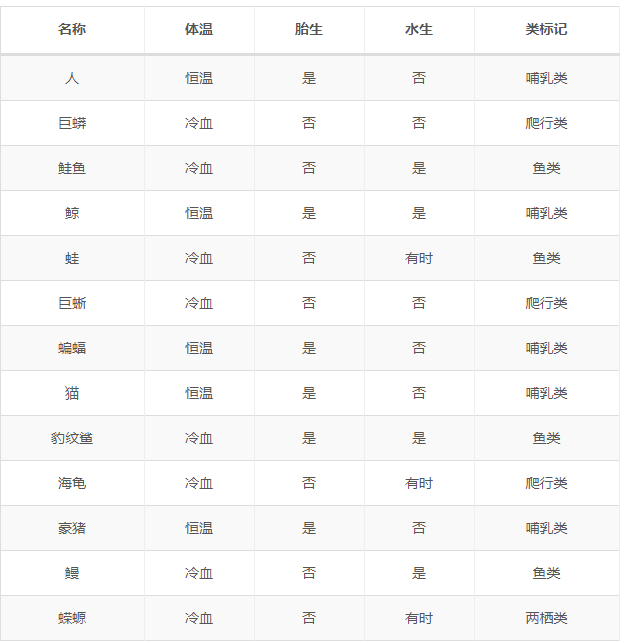 名称 体温 胎生 水生 类标记
人 恒温 是 否 哺乳类
巨蟒 冷血 否 否 爬行类
鲑鱼 冷血 否 是 鱼类
鲸 恒温 是 是 哺乳类
蛙 冷血 否 有时 鱼类
巨蜥 冷血 否 否 爬行类
蝙蝠 恒温 是 否 哺乳类
猫 恒温 是 否 哺乳类
豹纹鲨 冷血 是 是 鱼类
海龟 冷血 否 有时 爬行类
豪猪 恒温 是 否 哺乳类
鳗 冷血 否 是 鱼类
蝾螈 冷血 否 有时 两栖类